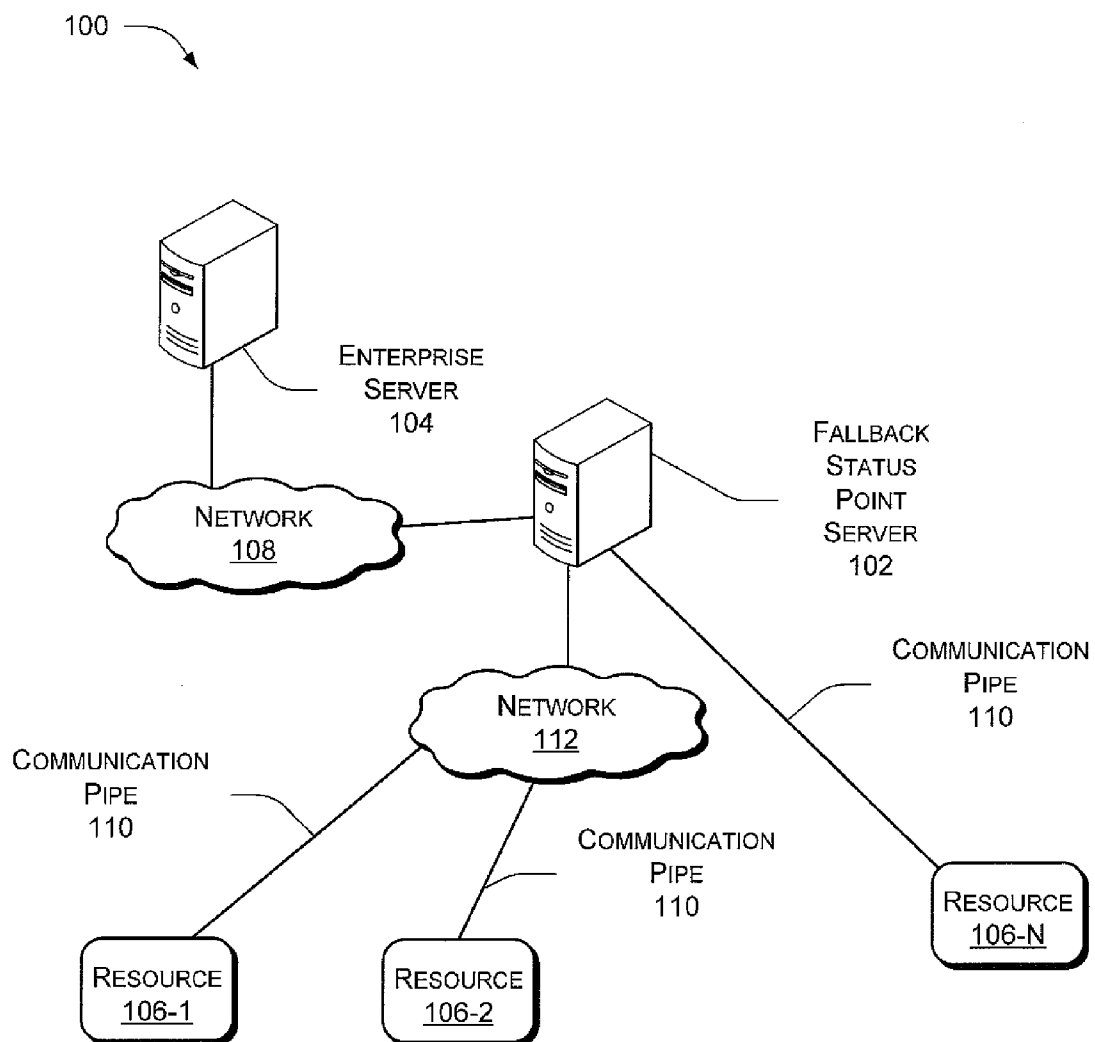 100
ENTERPRISE
SERVER
104
FALLBACK
STATUS
POINT
SERVER
102
NETWORK
108
COMMUNICATION
PIPE
110
NETWORK
112
COMMUNICATION
PIPE
110
COMMUNICATION
PIPE
110
RESOURCE
106-N
RESOURCE
106-1
RESOURCE
106-2